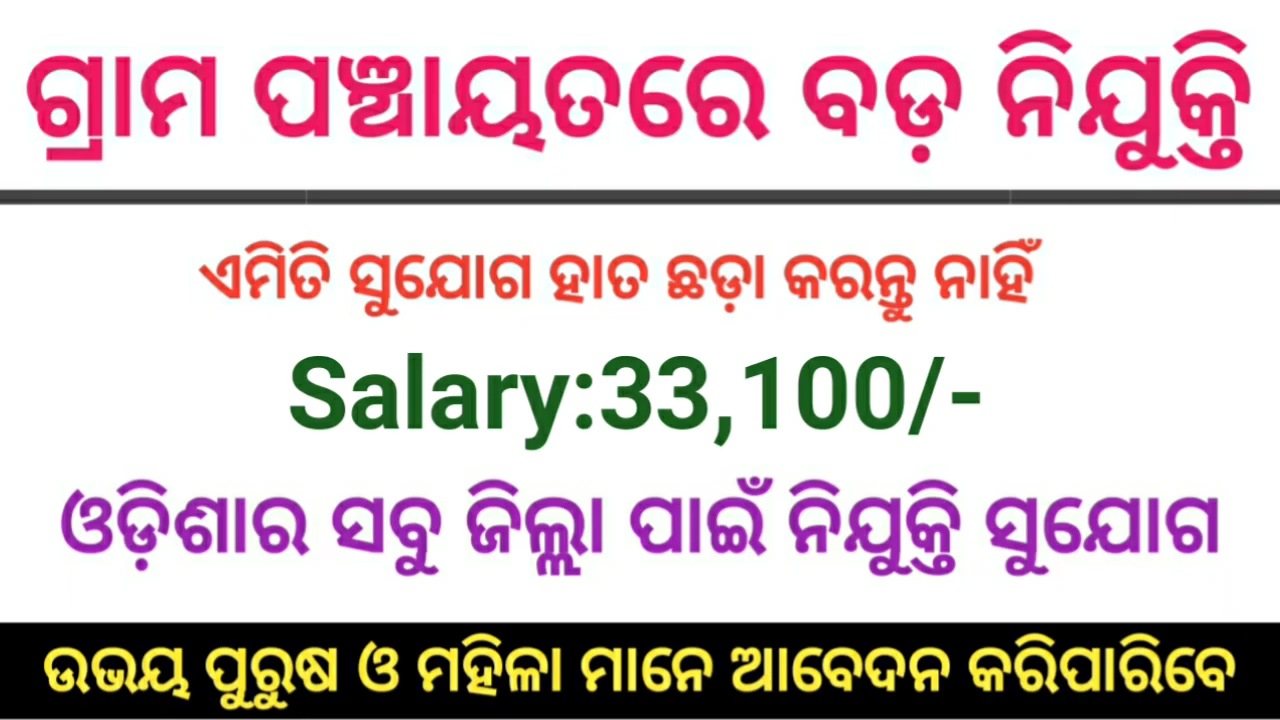 ଗ୍ରାମ ପଞ୍ଚାୟତରେ ବଡ଼ ନିଯୁକ୍ତି
ଏମିତି ସୁଯୋଗ ହାତ ଛଡ଼ା କରନ୍ତୁ ନାହିଁ
Salary:33,100/-
ଓଡ଼ିଶାର ସବୁ ଜିଲ୍ଲା ପାଇଁ ନିଯୁକ୍ତି ସୁଯୋଗ
ଉଭୟ ପୁରୁଷ ଓ ମହିଳା ମାନେ ଆବେଦନ କରିପାରିବେ